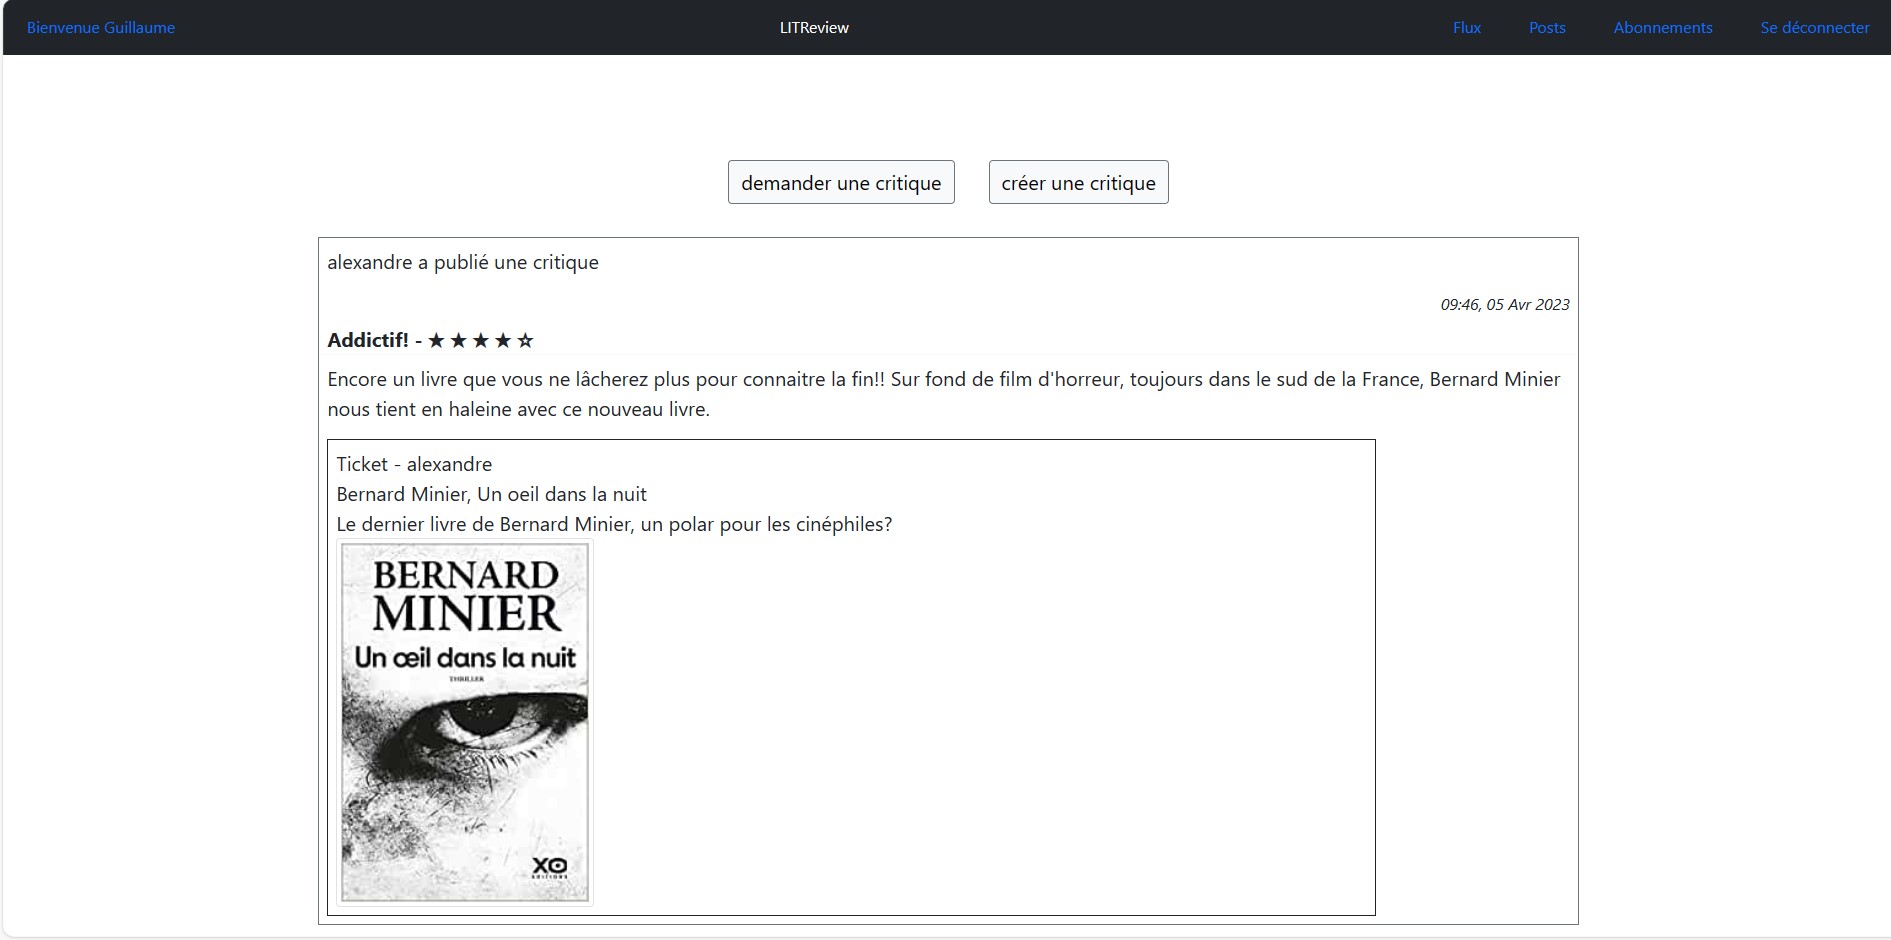 Bienvenue Guillaume
LITReview
Flux
Posts
Abonnements
Se déconnecter
demander une critique
créer une critique
alexandre a publié une critique
09:46, 05 Avr 2023
Addictif! - ★ ★ ★ ★ ☆
Encore un livre que vous ne lâcherez plus pour connaitre la fin!! Sur fond de film d'horreur, toujours dans le sud de la France, Bernard Minier
nous tient en haleine avec ce nouveau livre.
Ticket - alexandre
Bernard Minier, Un oeil dans la nuit
Le dernier livre de Bernard Minier, un polar pour les cinéphiles?
BERNARD
MINIER
Un œil dans la nuit
THRILLER
XO
EDITIONS